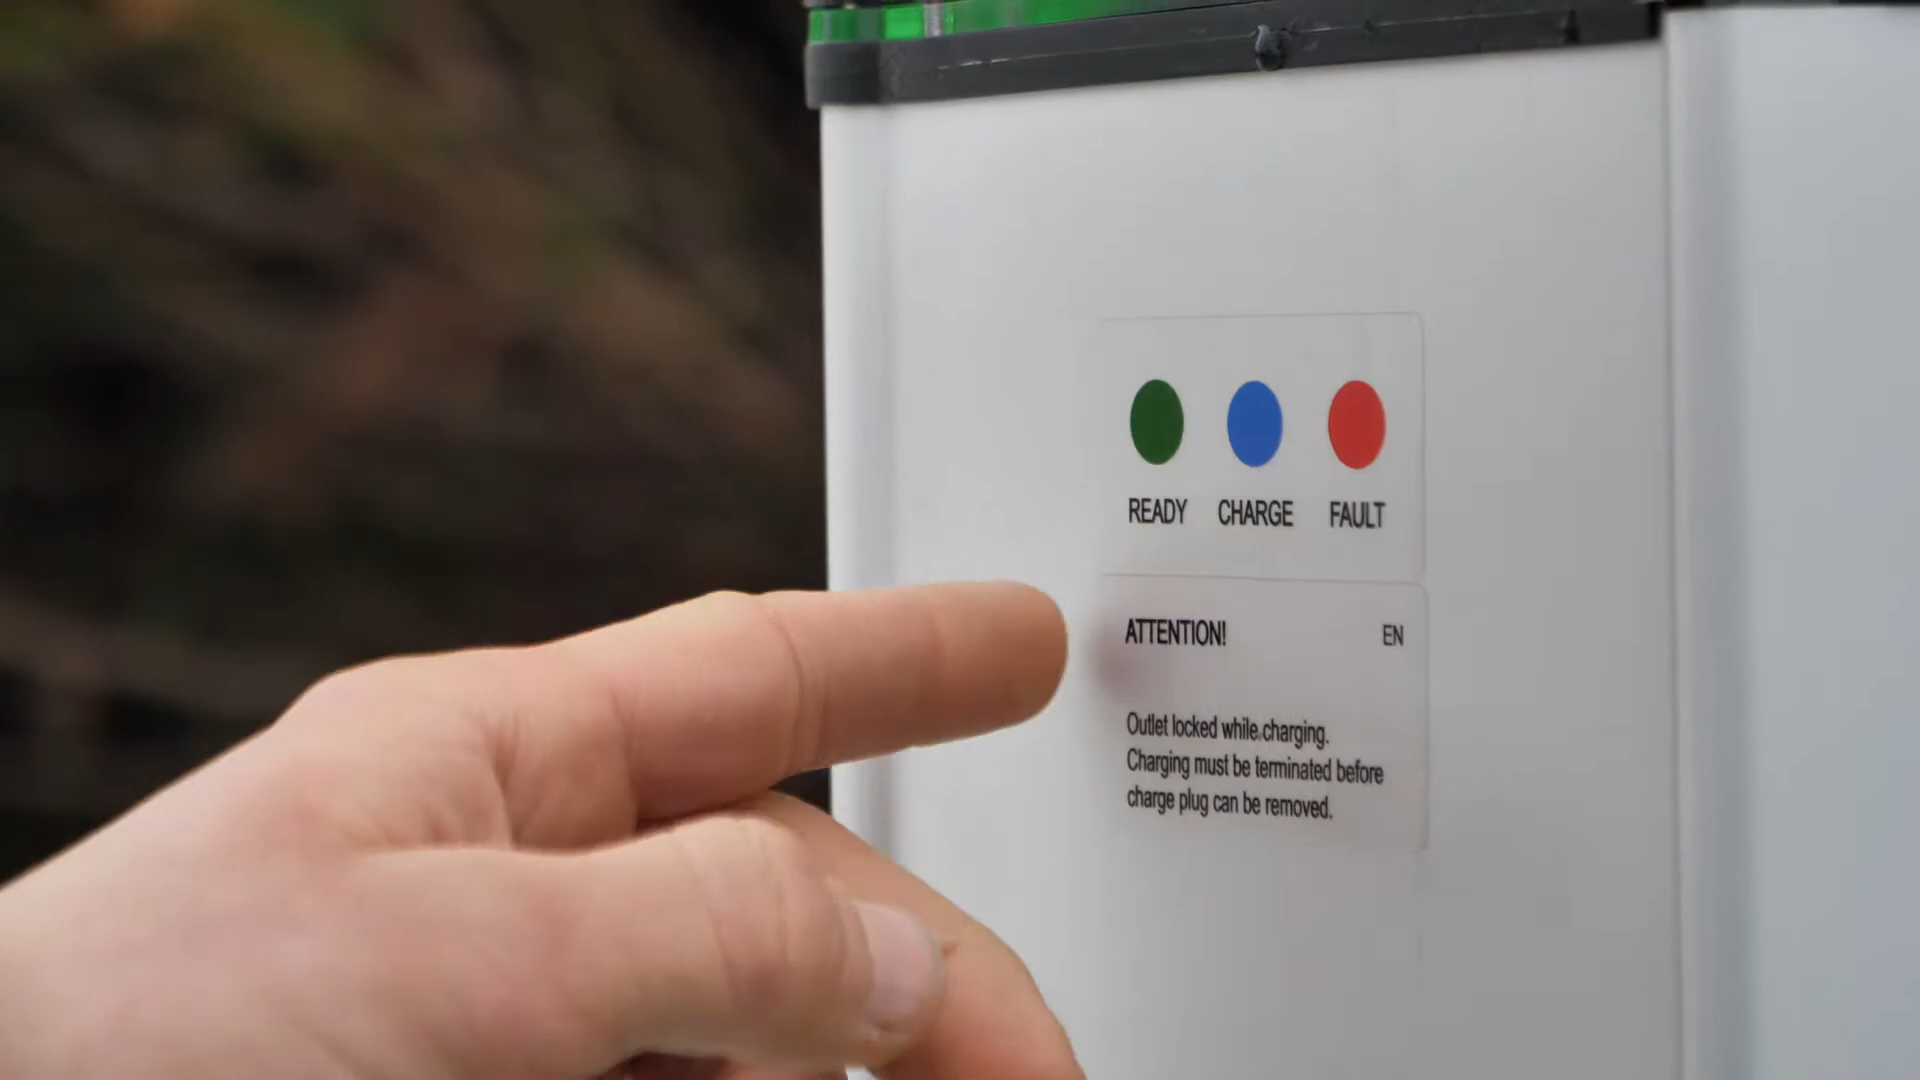 READY CHARGE FAULT
ATTENTION! EN
Outlet locked while charging.
Charging must be terminated before
charge plug can be removed.